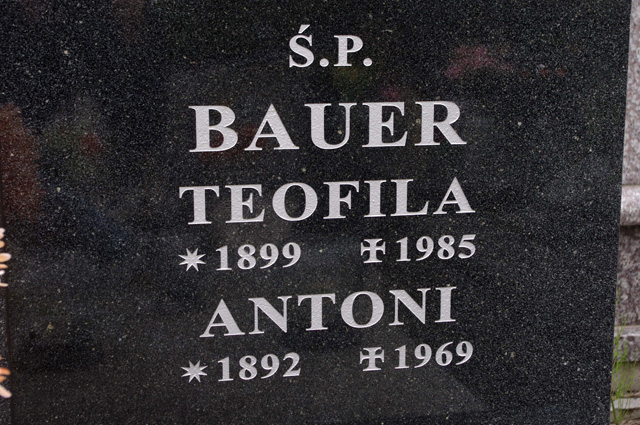 Ś.P.
BAUER
TEOFILA
✴ 1899 ✠ 1985
ANTONI
✴ 1892 ✠ 1969